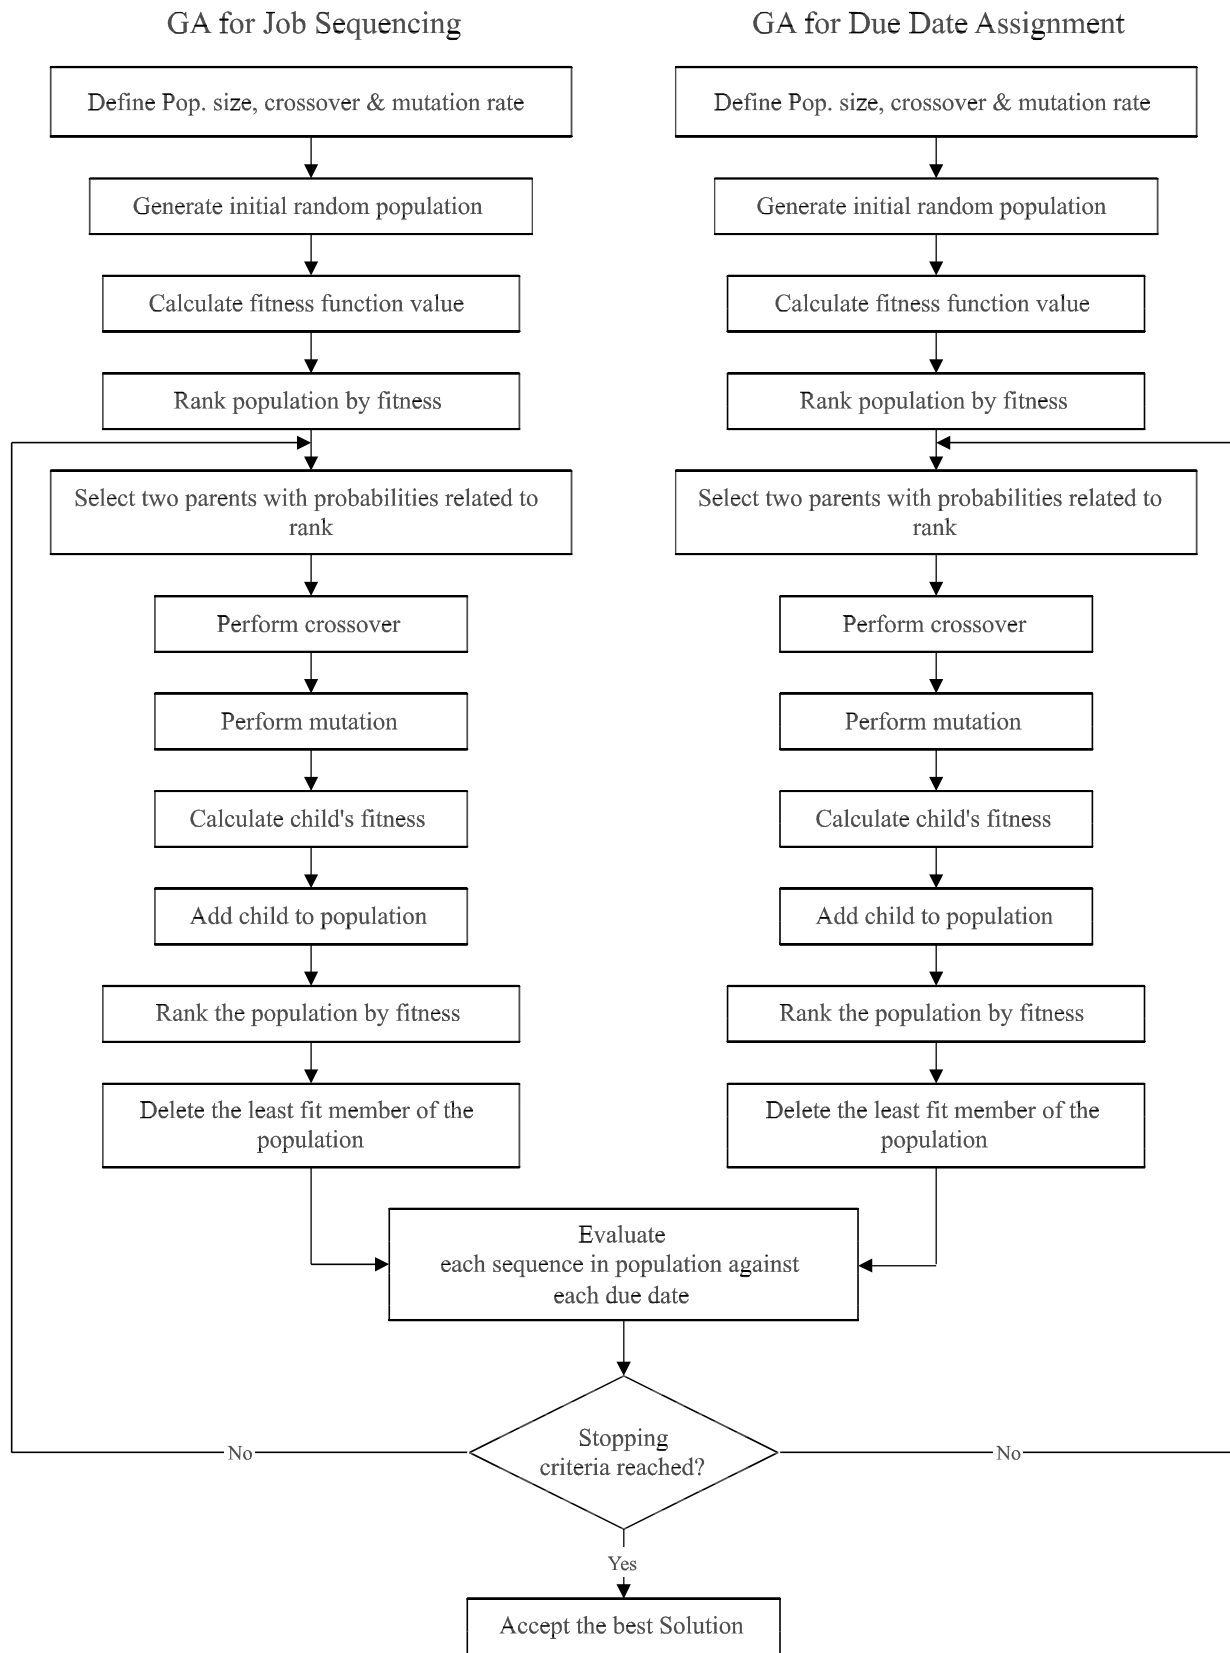 GA for Job Sequencing
GA for Due Date Assignment
Define Pop. size, crossover & mutation rate
Define Pop. size, crossover & mutation rate
Generate initial random population
Generate initial random population
Calculate fitness function value
Calculate fitness function value
Rank population by fitness
Rank population by fitness
Select two parents with probabilities related to
rank
Select two parents with probabilities related to
rank
Perform crossover
Perform crossover
Perform mutation
Perform mutation
Calculate child's fitness
Calculate child's fitness
Add child to population
Add child to population
Rank the population by fitness
Rank the population by fitness
Delete the least fit member of the
population
Delete the least fit member of the
population
Evaluate
each sequence in population against
each due date
Stopping
criteria reached?
No
No
Yes
Accept the best Solution